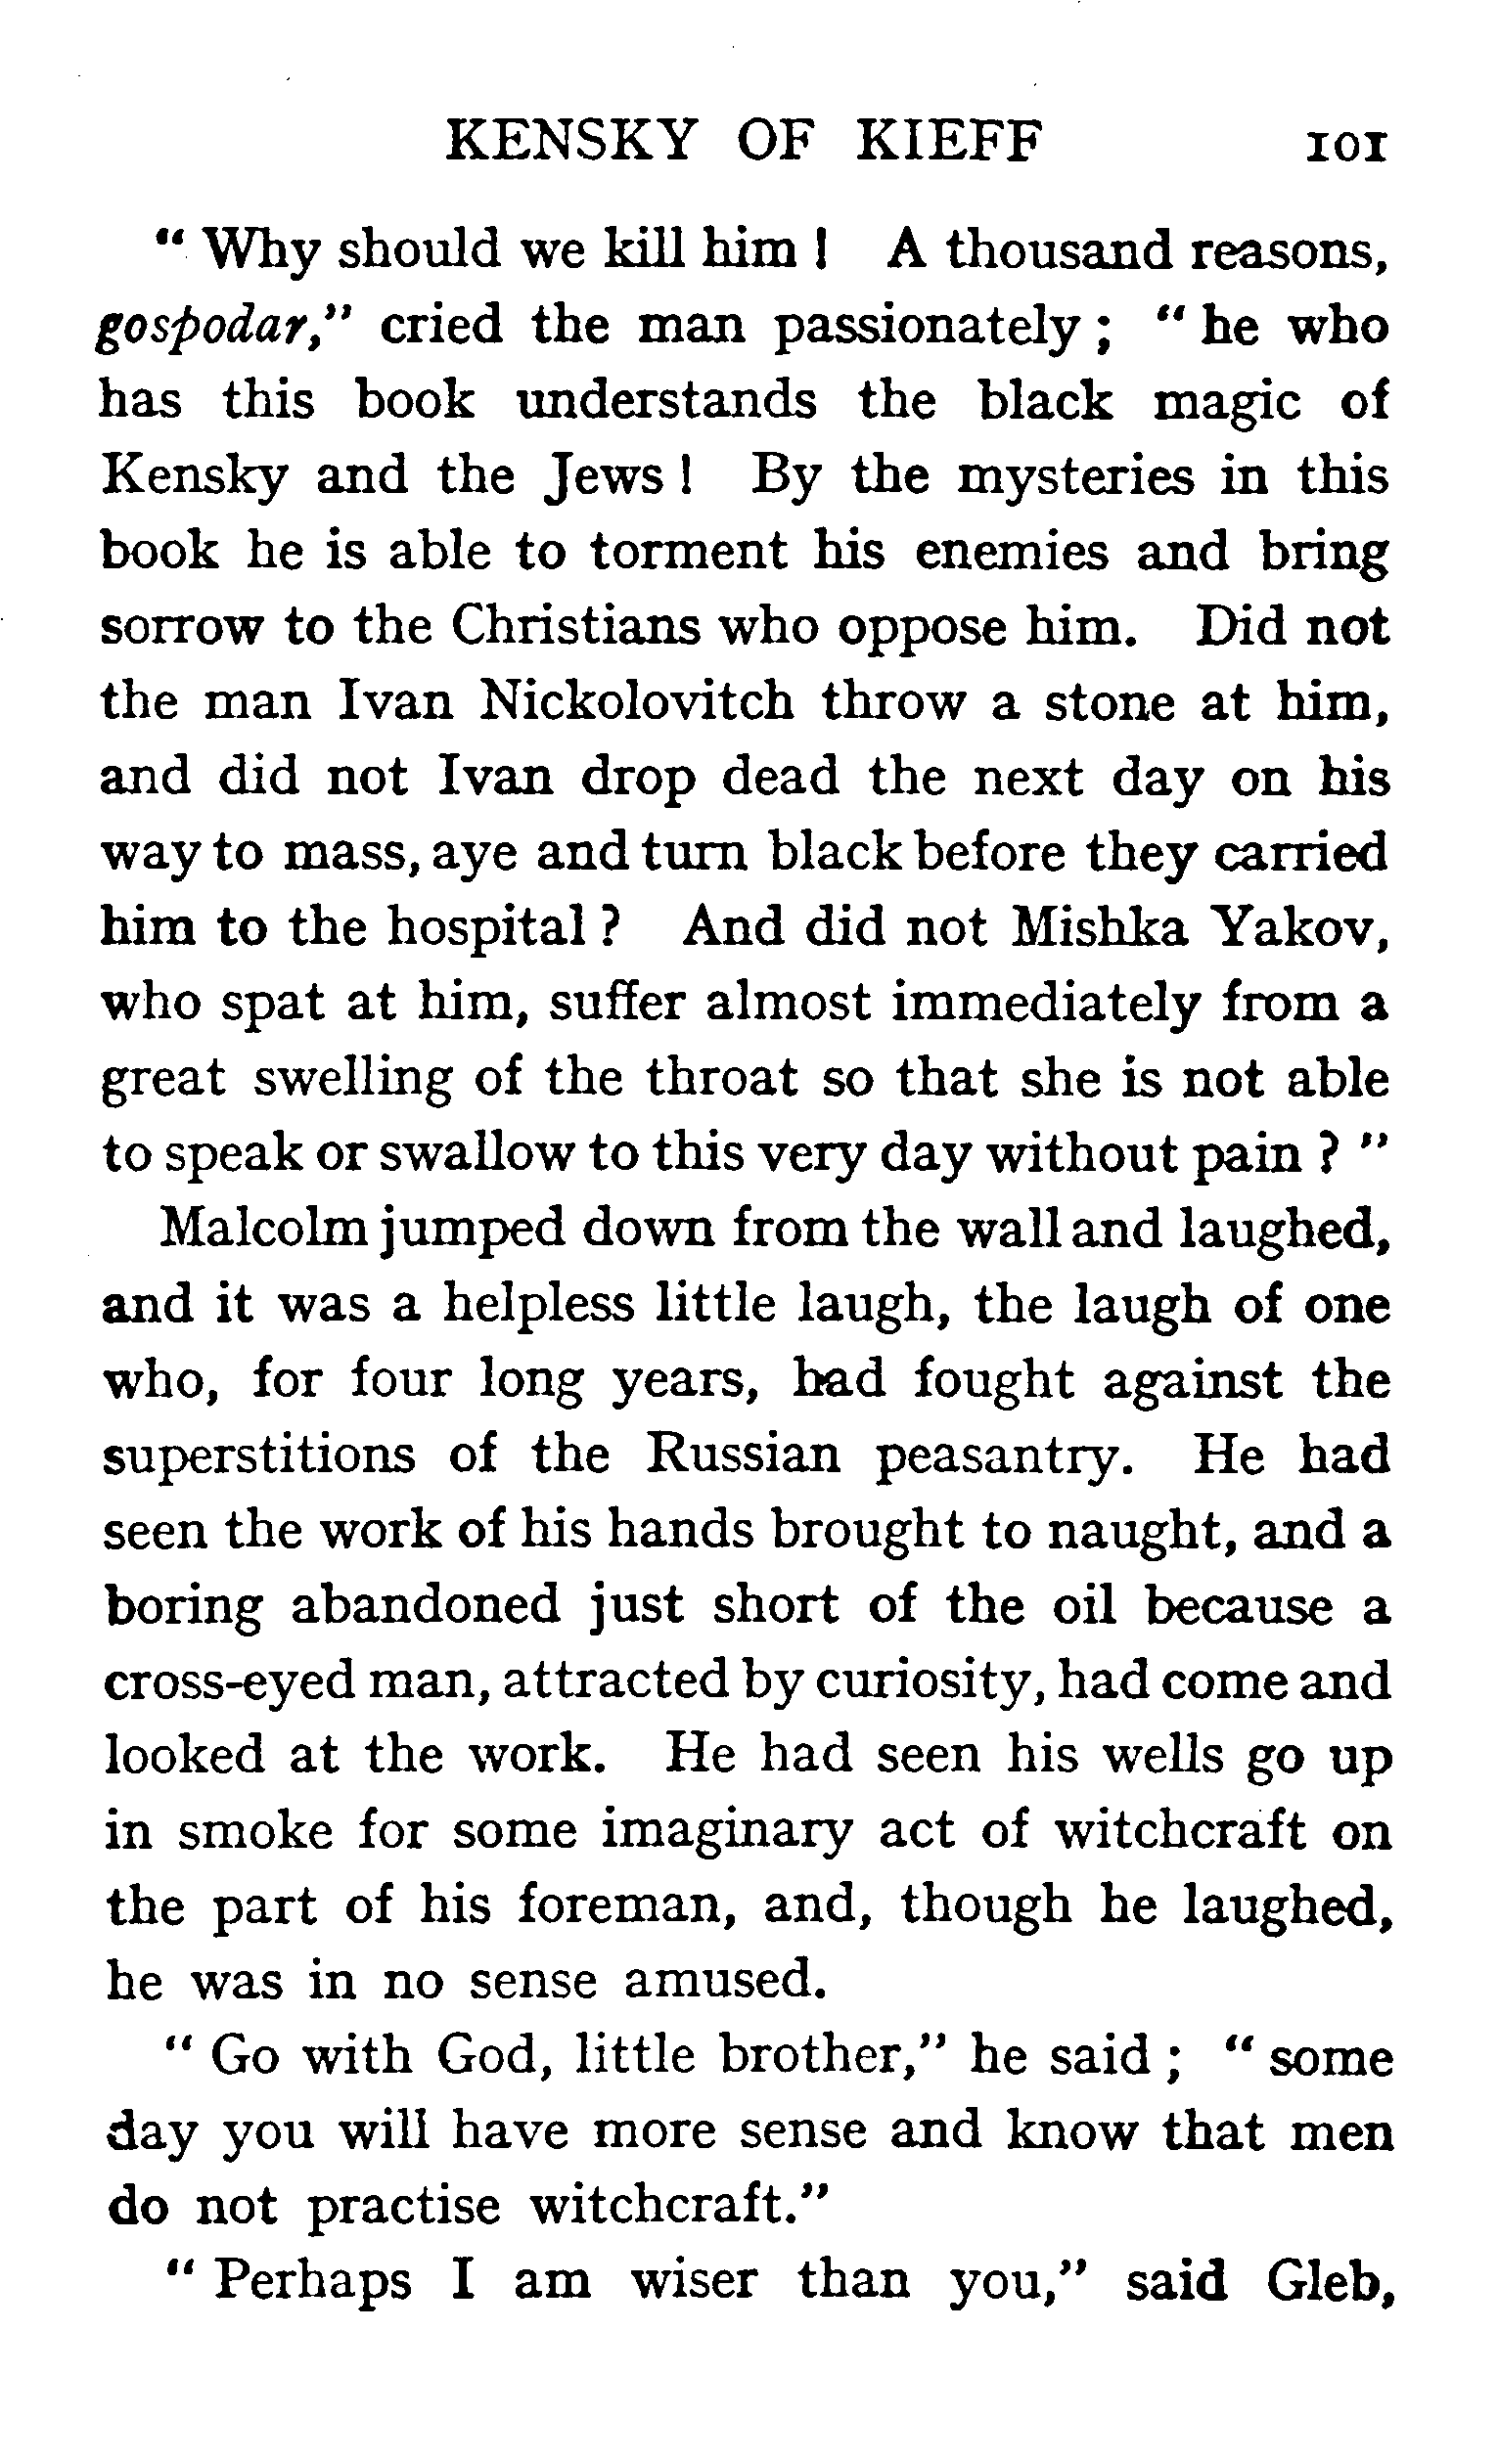 KENSKY OF KIEFF 101
“ Why should we kill him ! A thousand reasons,
gospodar,” cried the man passionately ; “ he who
has this book understands the black magic of
Kensky and the Jews ! By the mysteries in this
book he is able to torment his enemies and bring
sorrow to the Christians who oppose him. Did not
the man Ivan Nickolovitch throw a stone at him,
and did not Ivan drop dead the next day on his
way to mass, aye and turn black before they carried
him to the hospital ? And did not Mishka Yakov,
who spat at him, suffer almost immediately from a
great swelling of the throat so that she is not able
to speak or swallow to this very day without pain ? ”
Malcolm jumped down from the wall and laughed,
and it was a helpless little laugh, the laugh of one
who, for four long years, had fought against the
superstitions of the Russian peasantry. He had
seen the work of his hands brought to naught, and a
boring abandoned just short of the oil because a
cross-eyed man, attracted by curiosity, had come and
looked at the work. He had seen his wells go up
in smoke for some imaginary act of witchcraft on
the part of his foreman, and, though he laughed,
he was in no sense amused.
“ Go with God, little brother,” he said ; “ some
day you will have more sense and know that men
do not practise witchcraft.”
“ Perhaps I am wiser than you,” said Gleb,